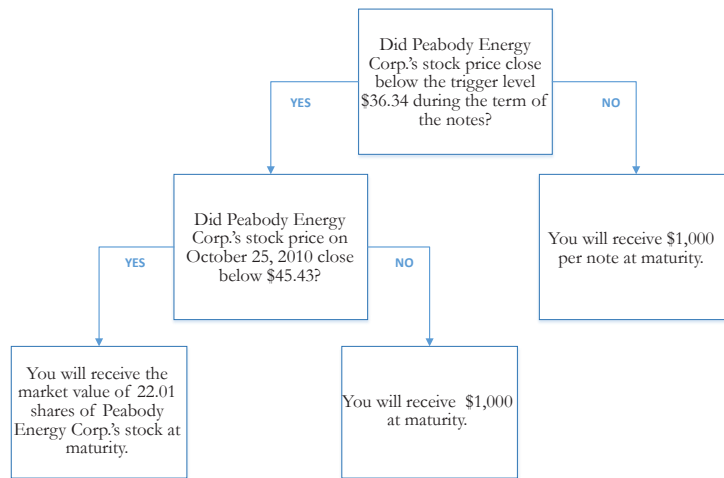 Did Peabody Energy
Corp.'s stock price close
below the trigger level
$36.34 during the term of
the notes?
YES
NO
Did Peabody Energy
Corp.'s stock price on
October 25, 2010 close
below $45.43?
You will receive $1,000
per note at maturity.
YES
NO
You will receive the
market value of 22.01
shares of Peabody
Energy Corp.'s stock at
maturity.
You will receive $1,000
at maturity.